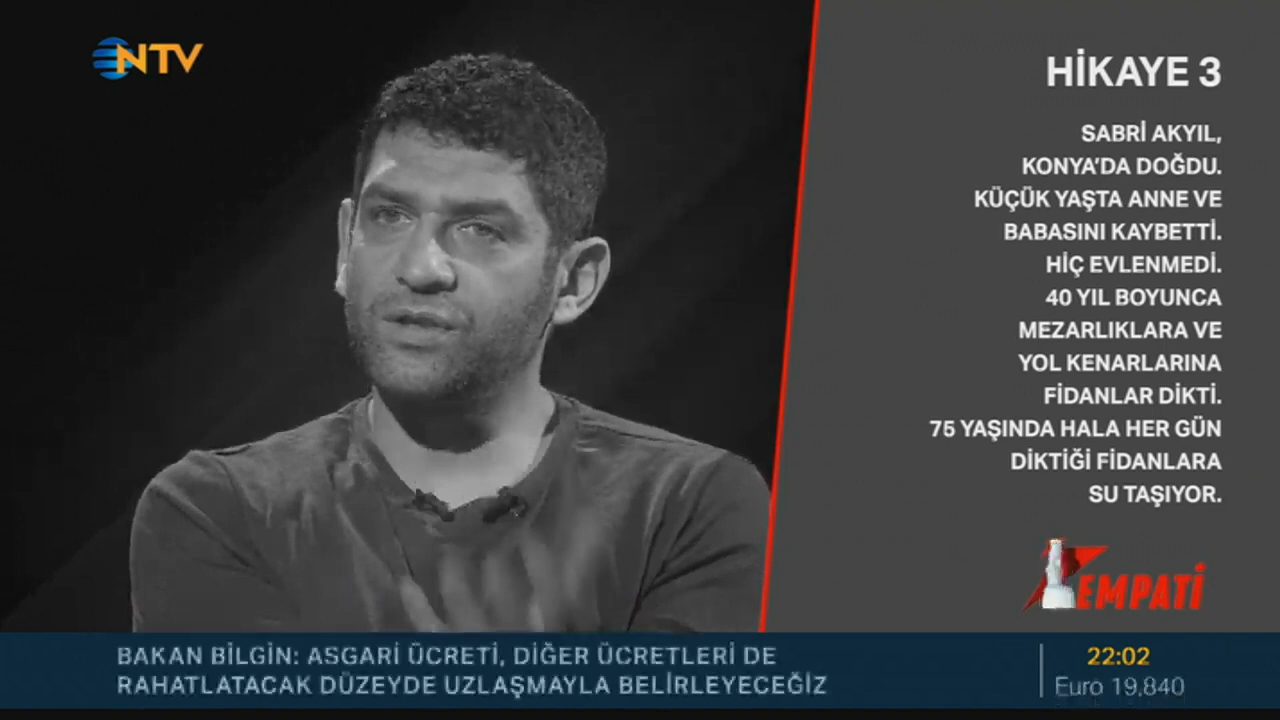 NTV
HİKAYE 3
SABRİ AKYIL,
KONYA'DA DOĞDU.
KÜÇÜK YAŞTA ANNE VE
BABASINI KAYBETTİ.
HİÇ EVLENMEDİ.
40 YIL BOYUNCA
MEZARLIKLARA VE
YOL KENARLARINA
FİDANLAR DİKTİ.
75 YAŞINDA HALA HER GÜN
DİKTİĞİ FİDANLARA
SU TAŞIYOR.
EMPATİ
BAKAN BİLGİN: ASGARİ ÜCRETİ, DİĞER ÜCRETLERİ DE
RAHATLATACAK DÜZEYDE UZLAŞMAYLA BELİRLEYECEĞİZ
22:02
Euro 19,840